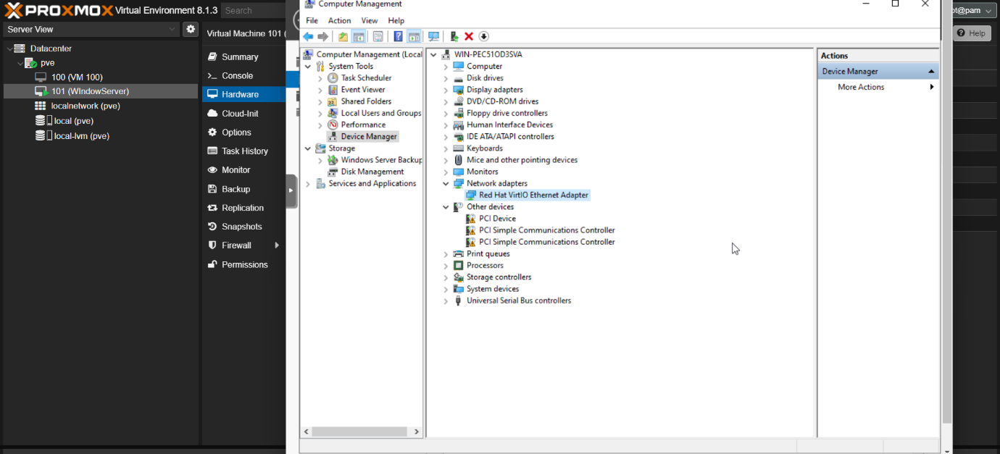 PROXMOX Virtual Environment 8.1.3 Search
Server View
Datacenter
pve
100 (VM 100)
101 (WIndowServer)
localnetwork (pve)
local (pve)
local-lvm (pve)
Virtual Machine 101 (
Summary
Console
Hardware
Cloud-Init
Options
Task History
Monitor
Backup
Replication
Snapshots
Firewall
Permissions
Computer Management
File Action View Help
Computer Management (Local
System Tools
Task Scheduler
Event Viewer
Shared Folders
Local Users and Groups
Performance
Device Manager
Storage
Windows Server Backup
Disk Management
Services and Applications
WIN-PEC51OD3SVA
Computer
Disk drives
Display adapters
DVD/CD-ROM drives
Floppy drive controllers
Human Interface Devices
IDE ATA/ATAPI controllers
Keyboards
Mice and other pointing devices
Monitors
Network adapters
Red Hat VirtIO Ethernet Adapter
Other devices
PCI Device
PCI Simple Communications Controller
PCI Simple Communications Controller
Print queues
Processors
Storage controllers
System devices
Universal Serial Bus controllers
Actions
Device Manager
More Actions
ot@pam
Help